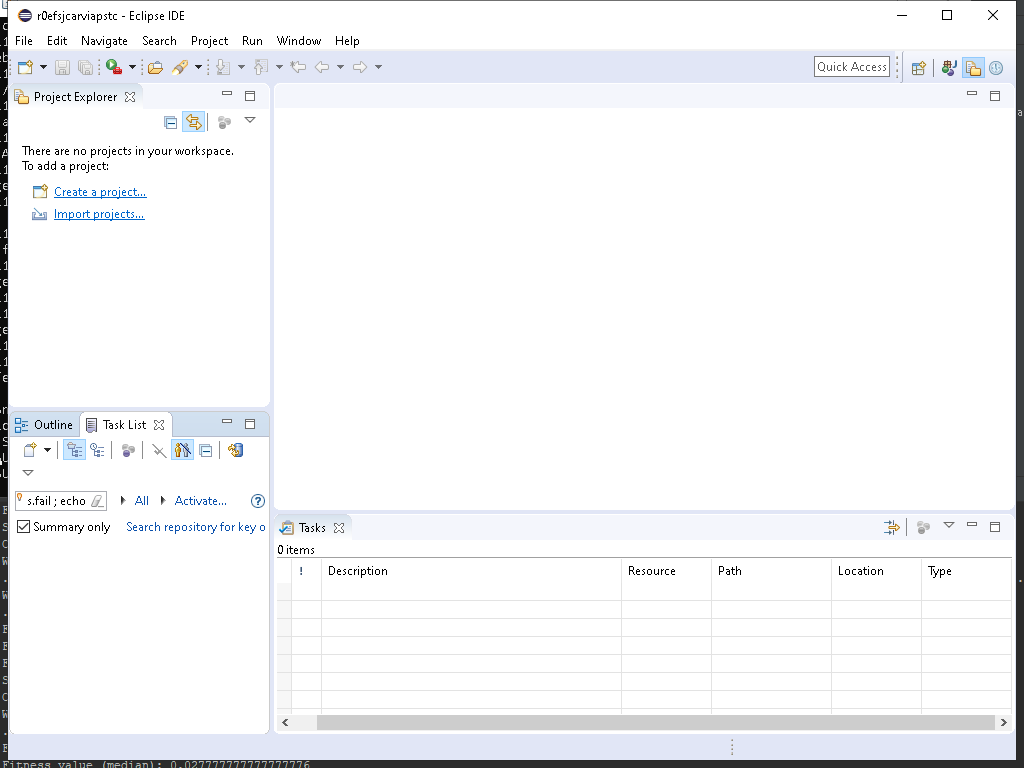 r0efsjcarviapstc - Eclipse IDE
File Edit Navigate Search Project Run Window Help
Quick Access
Project Explorer
There are no projects in your workspace.
To add a project:
Create a project...
Import projects...
Outline Task List
s.fail ; echo All Activate...
Summary only Search repository for key o
Tasks
0 items
! Description Resource Path Location Type
Fitness value (median): 0.027777777777777776